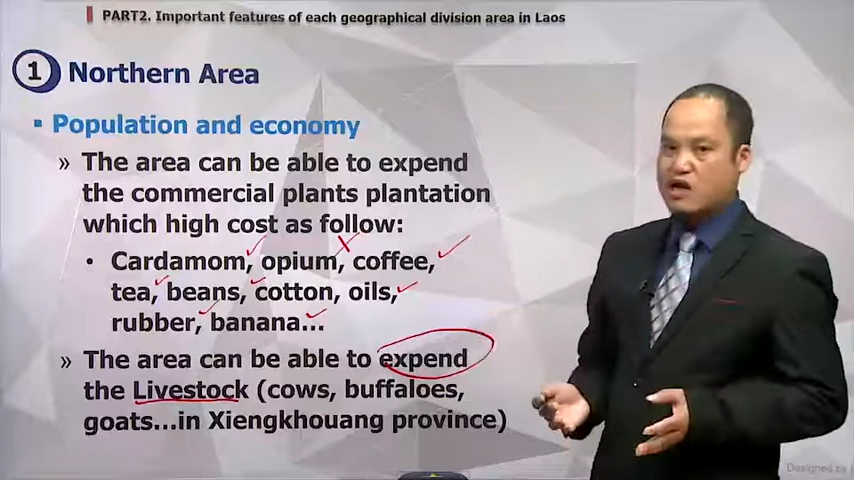 PART2. Important features of each geographical division area in Laos
1 Northern Area
▪ Population and economy
» The area can be able to expend
the commercial plants plantation
which high cost as follow:
• Cardamom, opium, coffee,
tea, beans, cotton, oils,
rubber, banana...
» The area can be able to expend
the Livestock (cows, buffaloes,
goats...in Xiengkhouang province)
Designed by